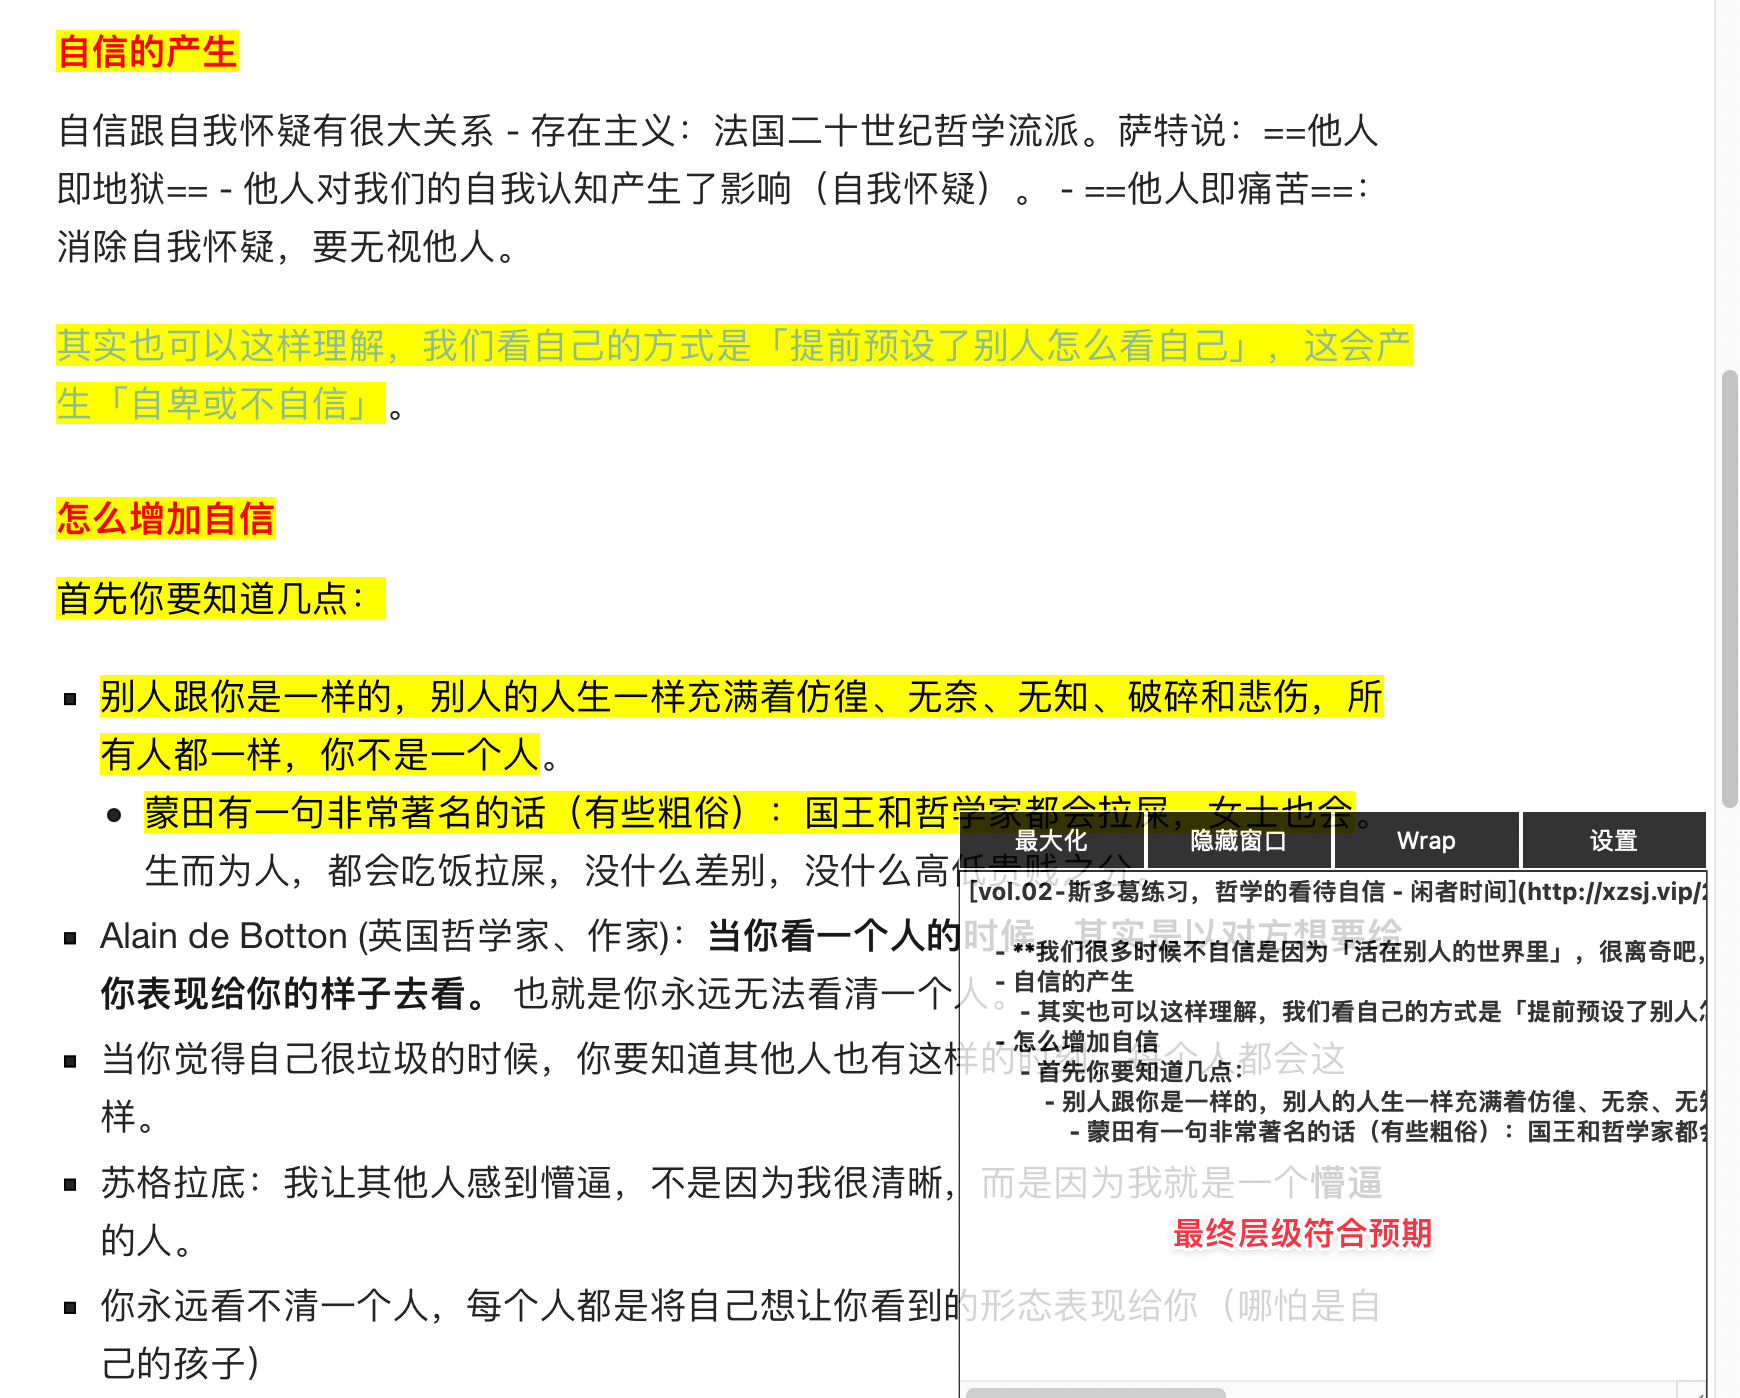 自信的产生
自信跟自我怀疑有很大关系 - 存在主义：法国二十世纪哲学流派。萨特说：==他人
即地狱== - 他人对我们的自我认知产生了影响（自我怀疑）。 - ==他人即痛苦==：
消除自我怀疑，要无视他人。
其实也可以这样理解，我们看自己的方式是「提前预设了别人怎么看自己」，这会产
生「自卑或不自信」。
怎么增加自信
首先你要知道几点：
别人跟你是一样的，别人的人生一样充满着仿徨、无奈、无知、破碎和悲伤，所
有人都一样，你不是一个人。
蒙田有一句非常著名的话（有些粗俗）：国王和哲学家都会拉屎，女士也会。
生而为人，都会吃饭拉屎，没什么差别，没什么高低贵贱之分。
Alain de Botton (英国哲学家、作家)：当你看一个人的时候，其实是以对方想要给
你表现给你的样子去看。 也就是你永远无法看清一个人。
当你觉得自己很垃圾的时候，你要知道其他人也有这样的时刻，每个人都会这
样。
苏格拉底：我让其他人感到懵逼，不是因为我很清晰，而是因为我就是一个懵逼
的人。
你永远看不清一个人，每个人都是将自己想让你看到的形态表现给你（哪怕是自
己的孩子）
最大化 隐藏窗口 Wrap 设置
[vol.02-斯多葛练习，哲学的看待自信 - 闲者时间](http://xzsj.vip/2
- **我们很多时候不自信是因为「活在别人的世界里」，很离奇吧，
- 自信的产生
- 其实也可以这样理解，我们看自己的方式是「提前预设了别人怎
- 怎么增加自信
- 首先你要知道几点：
- 别人跟你是一样的，别人的人生一样充满着仿徨、无奈、无知
- 蒙田有一句非常著名的话（有些粗俗）：国王和哲学家都会
最终层级符合预期